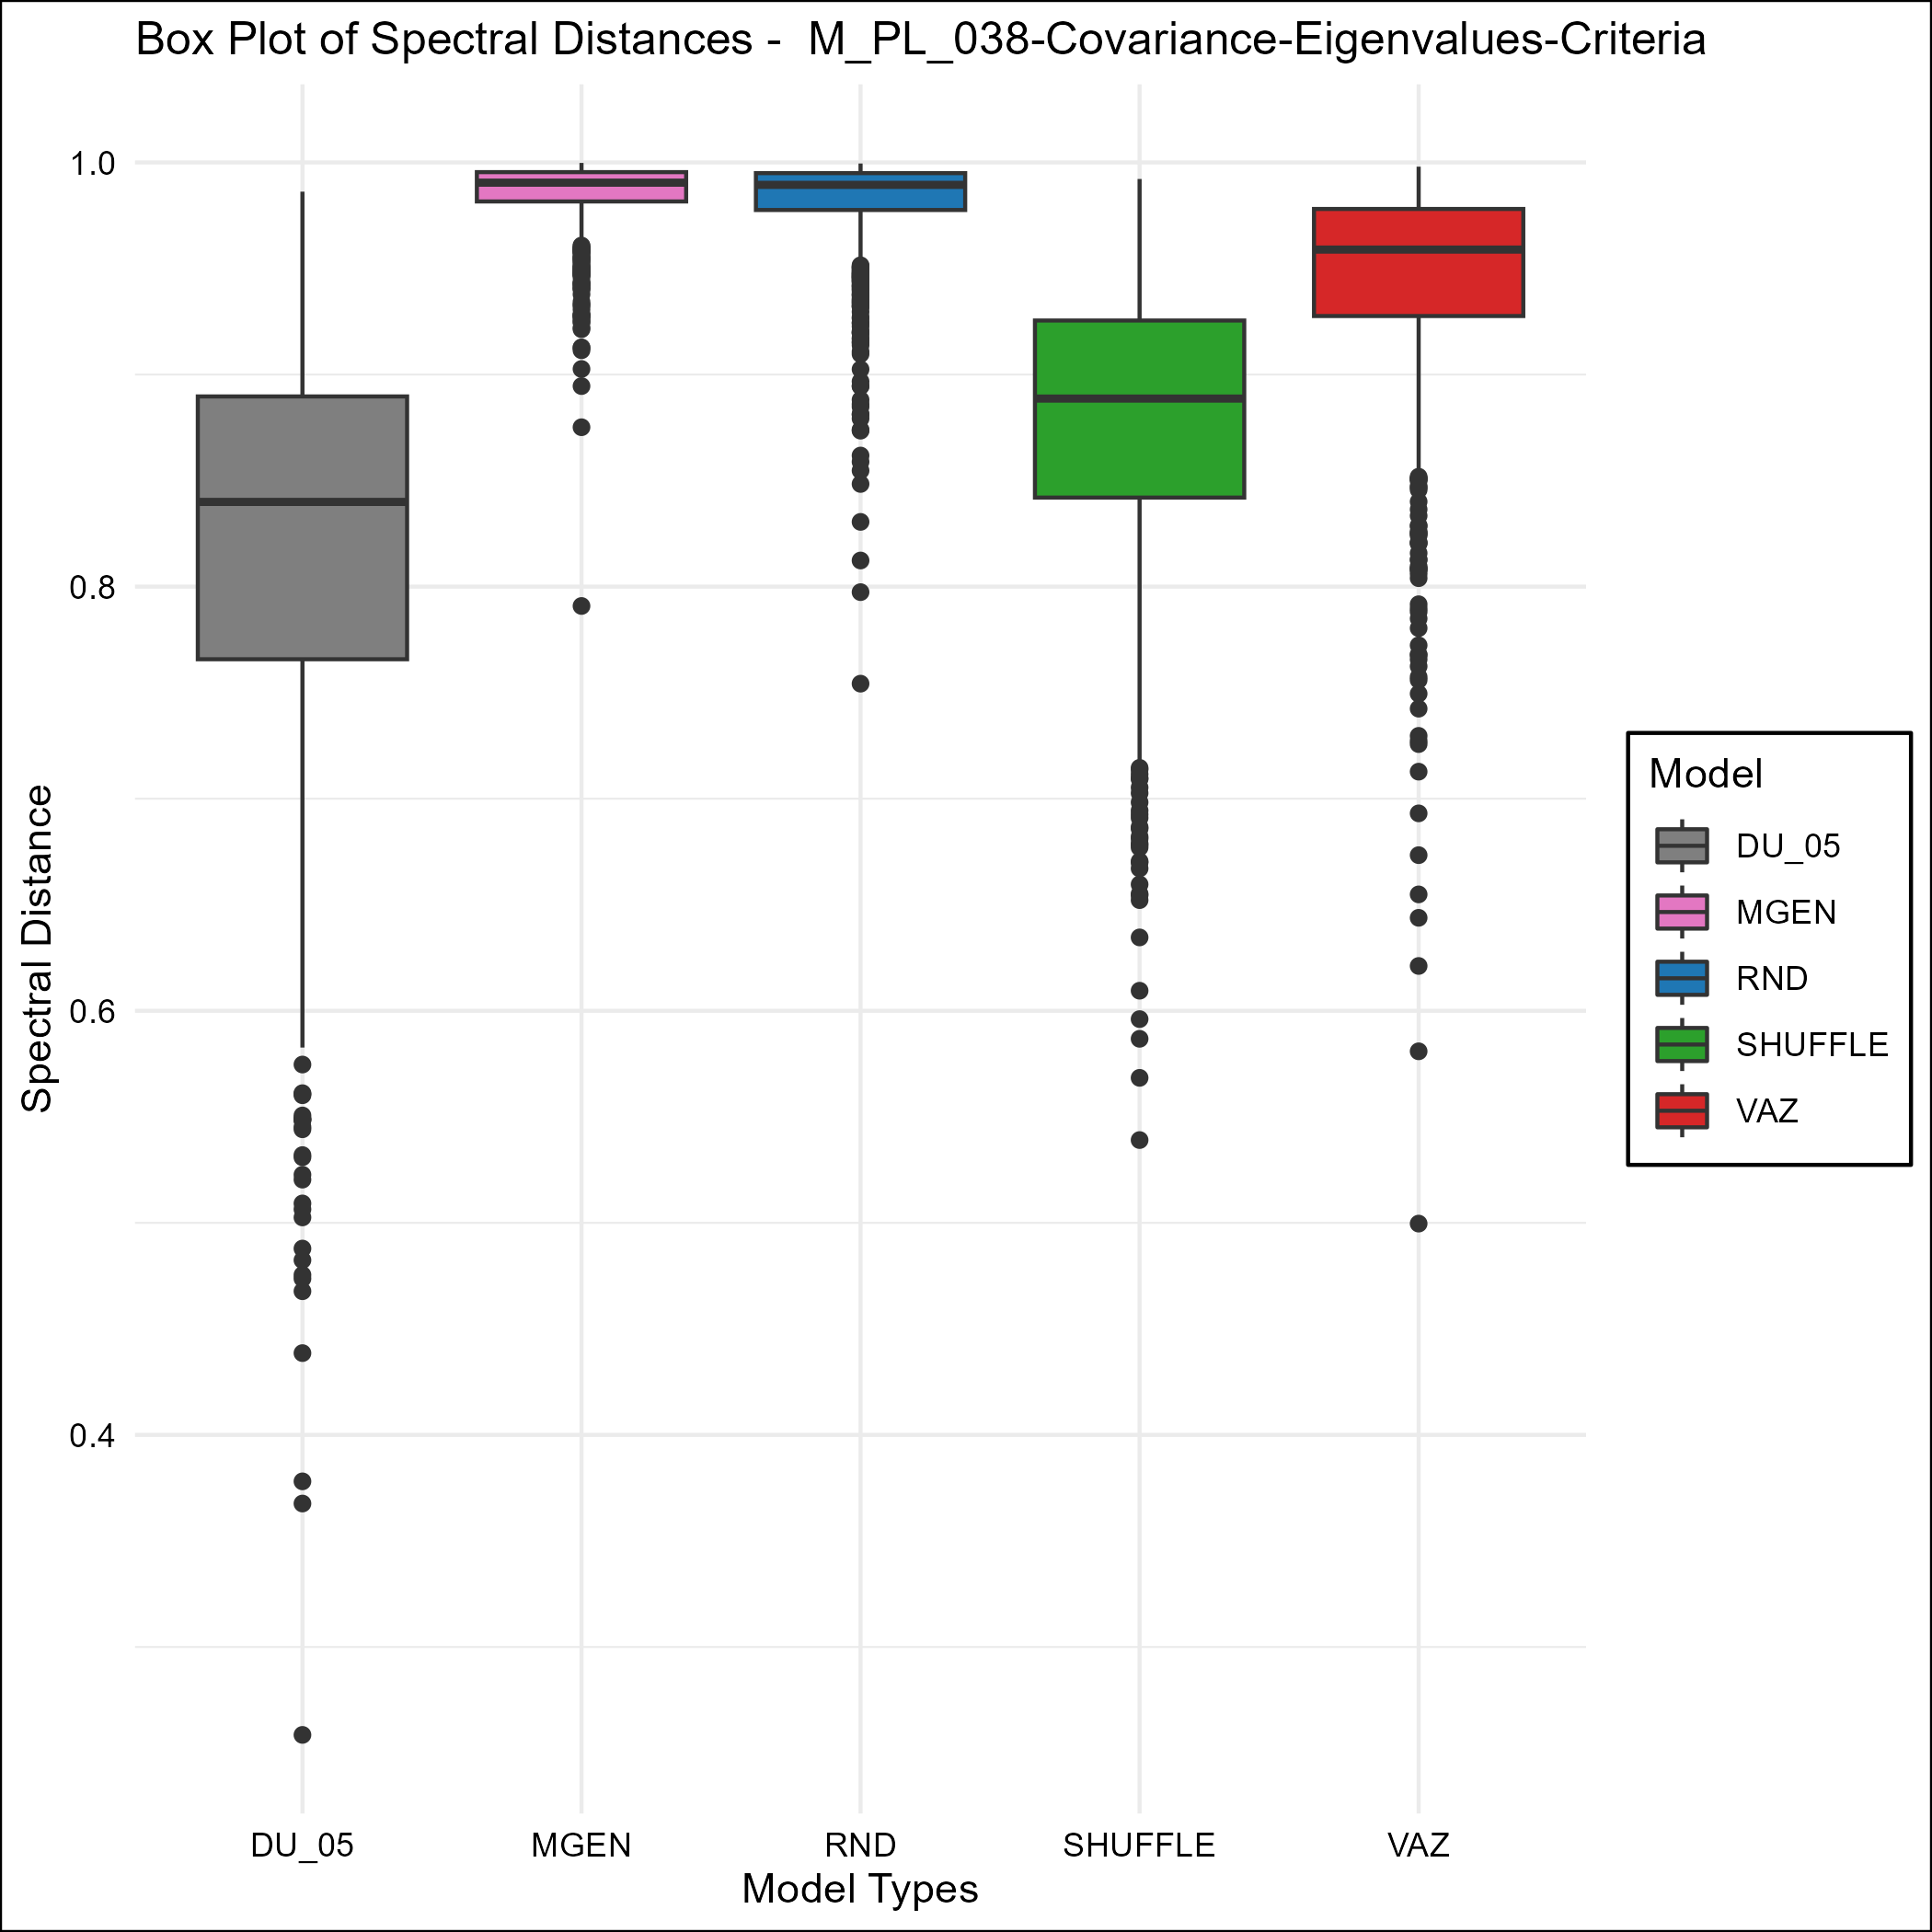 Box Plot of Spectral Distances -  M_PL_038-Covariance-Eigenvalues-Criteria
1.0
0.8
0.6
0.4
Spectral Distance
DU_05
MGEN
RND
SHUFFLE
VAZ
Model Types
Model
DU_05
MGEN
RND
SHUFFLE
VAZ